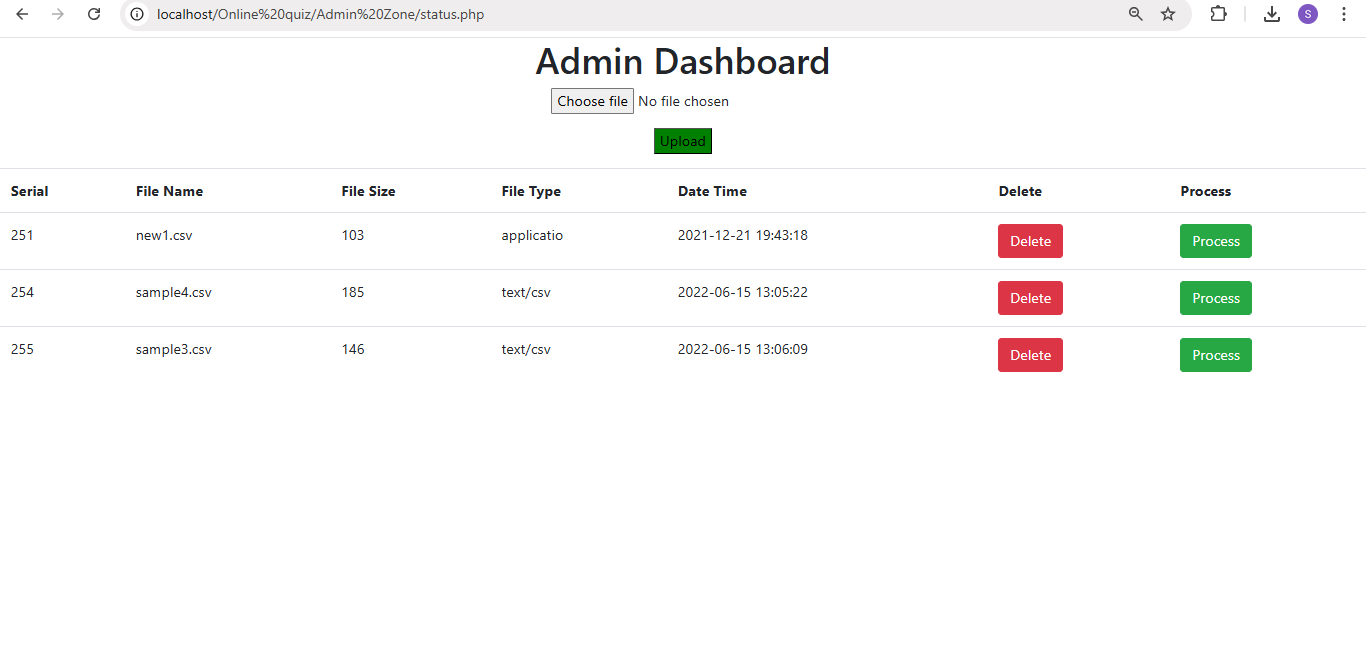 localhost/Online%20quiz/Admin%20Zone/status.php
S
Admin Dashboard
Choose file No file chosen
Upload
Serial File Name File Size File Type Date Time Delete Process
251 new1.csv 103 applicatio 2021-12-21 19:43:18 Delete Process
254 sample4.csv 185 text/csv 2022-06-15 13:05:22 Delete Process
255 sample3.csv 146 text/csv 2022-06-15 13:06:09 Delete Process